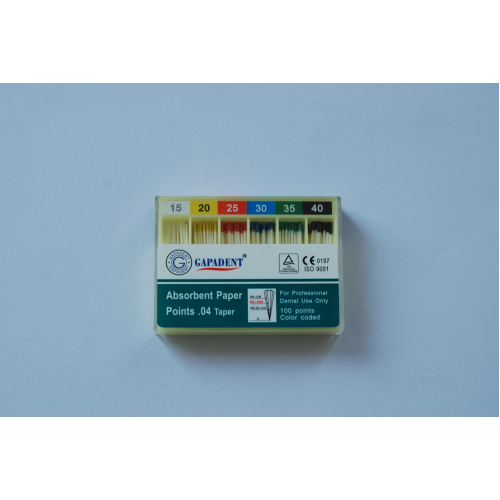 15 20 25 30 35 40
G GAPADENT® CE 0197
ISO 9001
Absorbent Paper
Points .04 Taper
For Professional
Dental Use Only
100 points
Color coded